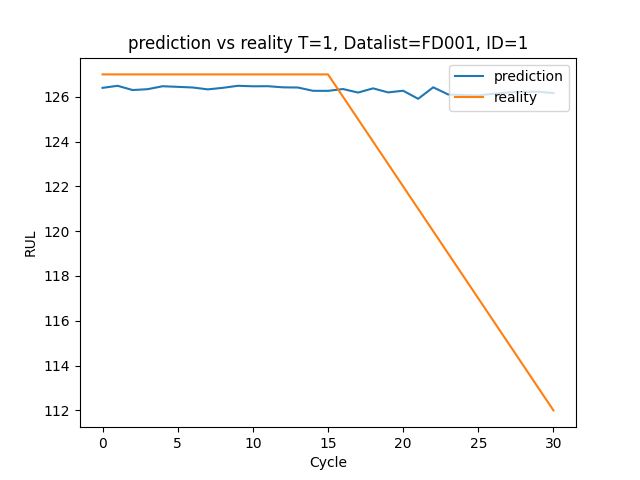 prediction vs reality T=1, Datalist=FD001, ID=1
prediction
reality
126
124
122
120
118
116
114
112
RUL
0 5 10 15 20 25 30
Cycle